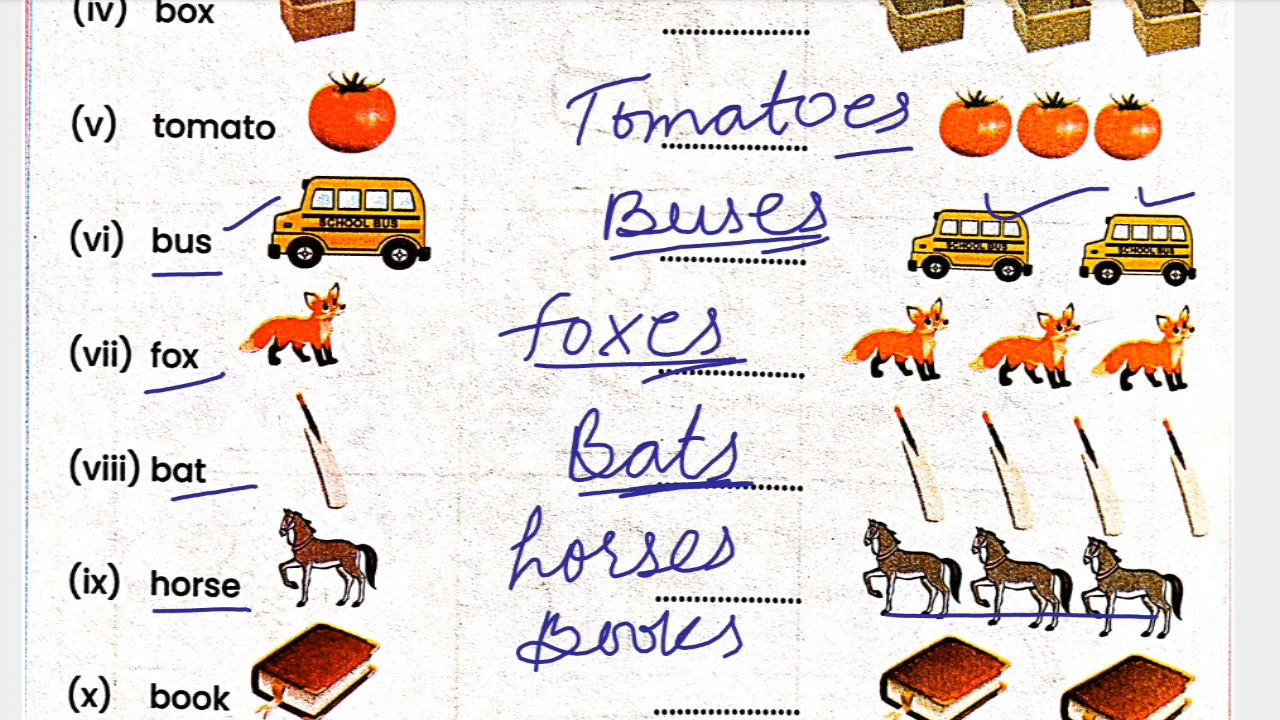 (iv) box ....................
(v) tomato Tomatoes
(vi) bus SCHOOL BUS Buses SCHOOL BUS SCHOOL BUS
(vii) fox foxes
(viii) bat Bats
(ix) horse horses
(x) book Books